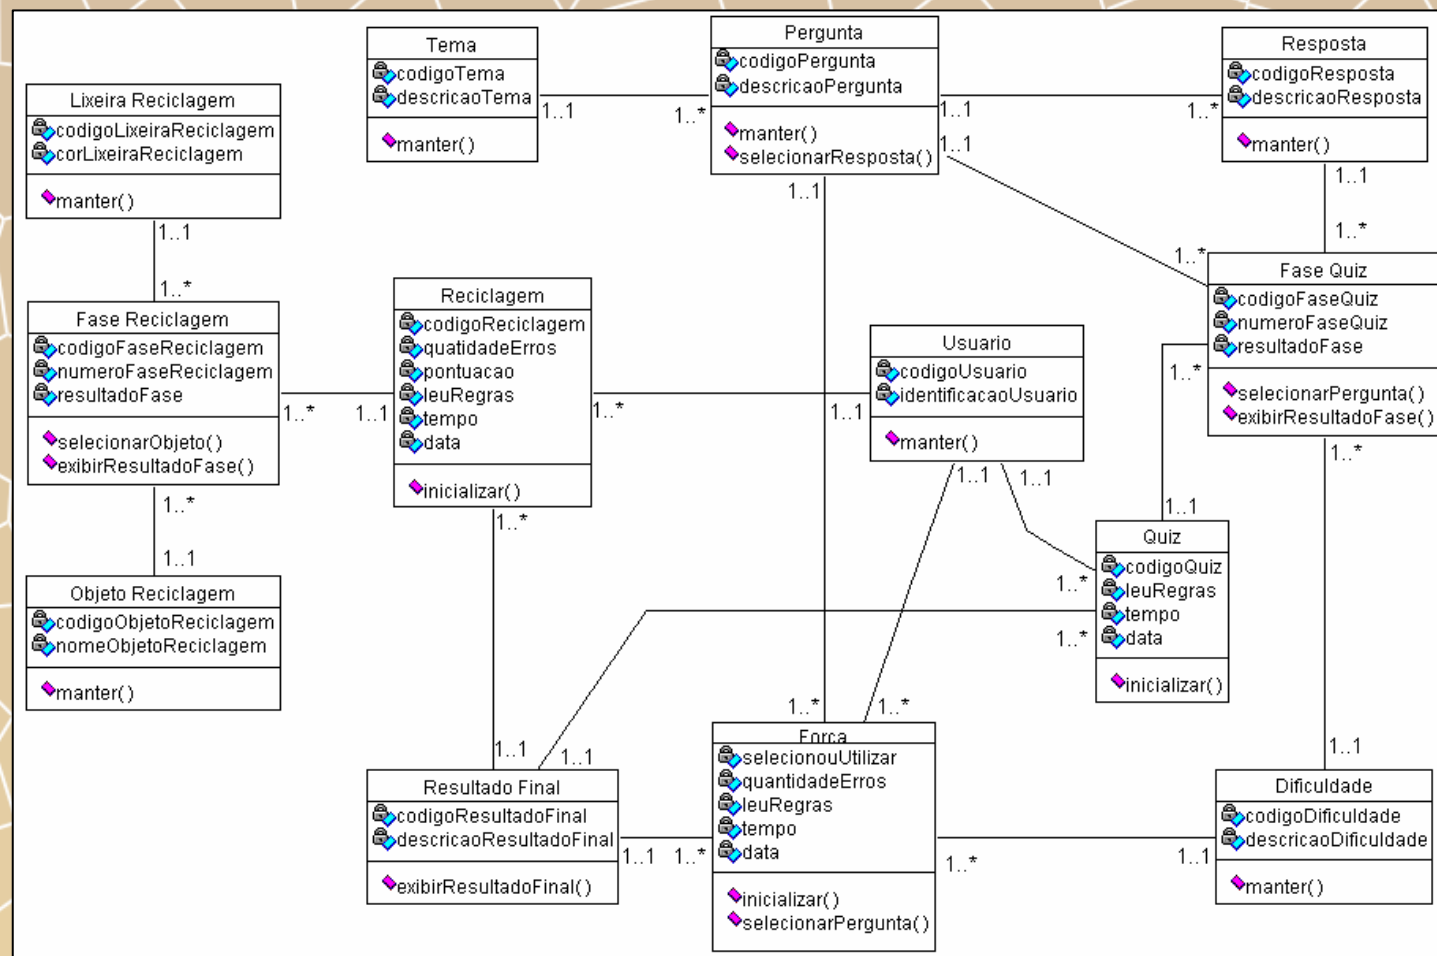 Tema
codigoTema
descricaoTema
manter()
1..1
1..*
Pergunta
codigoPergunta
descricaoPergunta
manter()
selecionarResposta()
1..1
1..*
1..1
1..1
Resposta
codigoResposta
descricaoResposta
manter()
1..1
1..*
1..*
Lixeira Reciclagem
codigoLixeiraReciclagem
corLixeiraReciclagem
manter()
1..1
1..*
Fase Reciclagem
codigoFaseReciclagem
numeroFaseReciclagem
resultadoFase
selecionarObjeto()
exibirResultadoFase()
1..*
1..1
1..*
1..1
Reciclagem
codigoReciclagem
quatidadeErros
pontuacao
leuRegras
tempo
data
inicializar()
1..*
1..1
1..*
Usuario
codigoUsuario
identificacaoUsuario
manter()
1..1
1..1
Fase Quiz
codigoFaseQuiz
numeroFaseQuiz
resultadoFase
selecionarPergunta()
exibirResultadoFase()
1..*
1..*
1..1
Quiz
codigoQuiz
leuRegras
tempo
data
inicializar()
1..*
1..*
Objeto Reciclagem
codigoObjetoReciclagem
nomeObjetoReciclagem
manter()
1..1
1..1
1..*
1..*
1..1
Resultado Final
codigoResultadoFinal
descricaoResultadoFinal
exibirResultadoFinal()
1..1
1..*
Forca
selecionouUtilizar
quantidadeErros
leuRegras
tempo
data
inicializar()
selecionarPergunta()
1..*
1..1
Dificuldade
codigoDificuldade
descricaoDificuldade
manter()